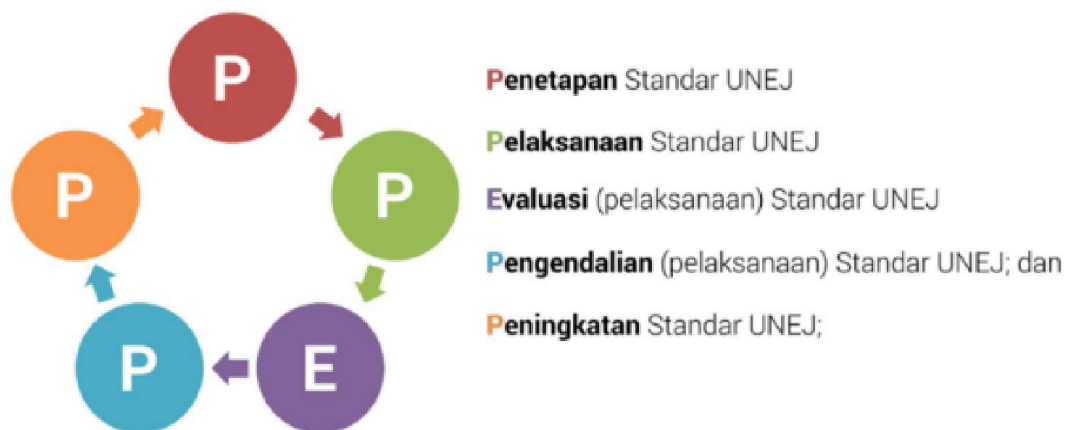 P
P
E
P
P
Penetapan Standar UNEJ
Pelaksanaan Standar UNEJ
Evaluasi (pelaksanaan) Standar UNEJ
Pengendalian (pelaksanaan) Standar UNEJ; dan
Peningkatan Standar UNEJ;